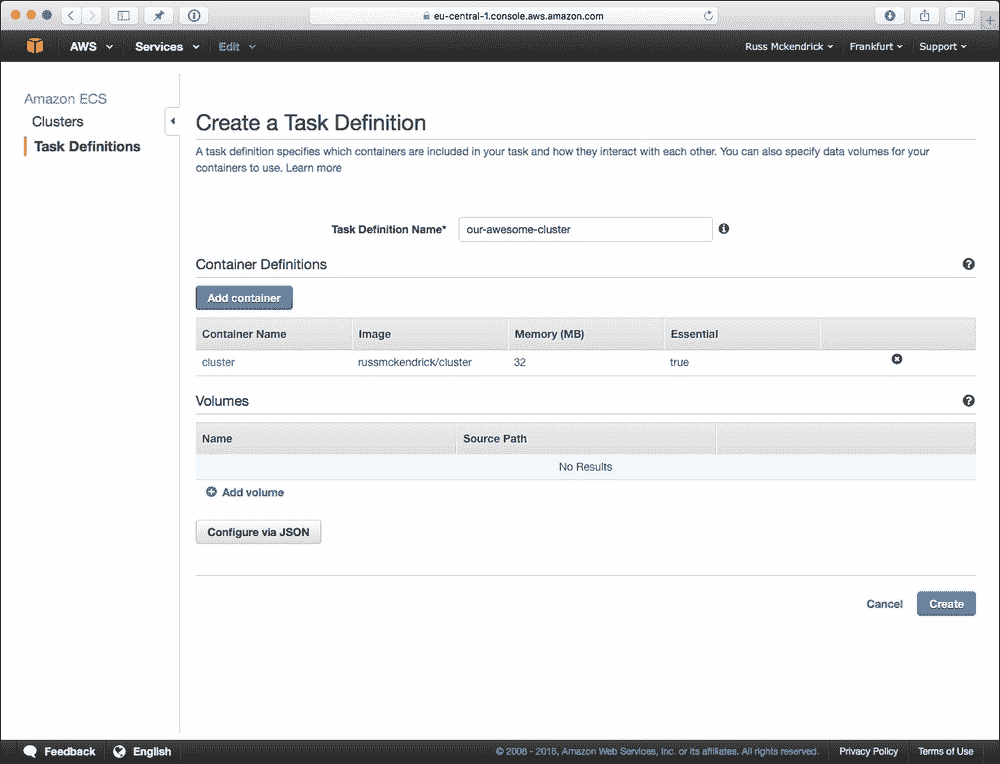 eu-central-1.console.aws.amazon.com
AWS Services Edit Russ Mckendrick Frankfurt Support
Amazon ECS
Clusters
Task Definitions
Create a Task Definition
A task definition specifies which containers are included in your task and how they interact with each other. You can also specify data volumes for your
containers to use. Learn more
Task Definition Name* our-awesome-cluster
Container Definitions
Add container
Container Name Image Memory (MB) Essential
cluster russmckendrick/cluster 32 true
Volumes
Name Source Path
No Results
Add volume
Configure via JSON
Cancel Create
Feedback English © 2008 - 2016, Amazon Web Services, Inc. or its affiliates. All rights reserved. Privacy Policy Terms of Use